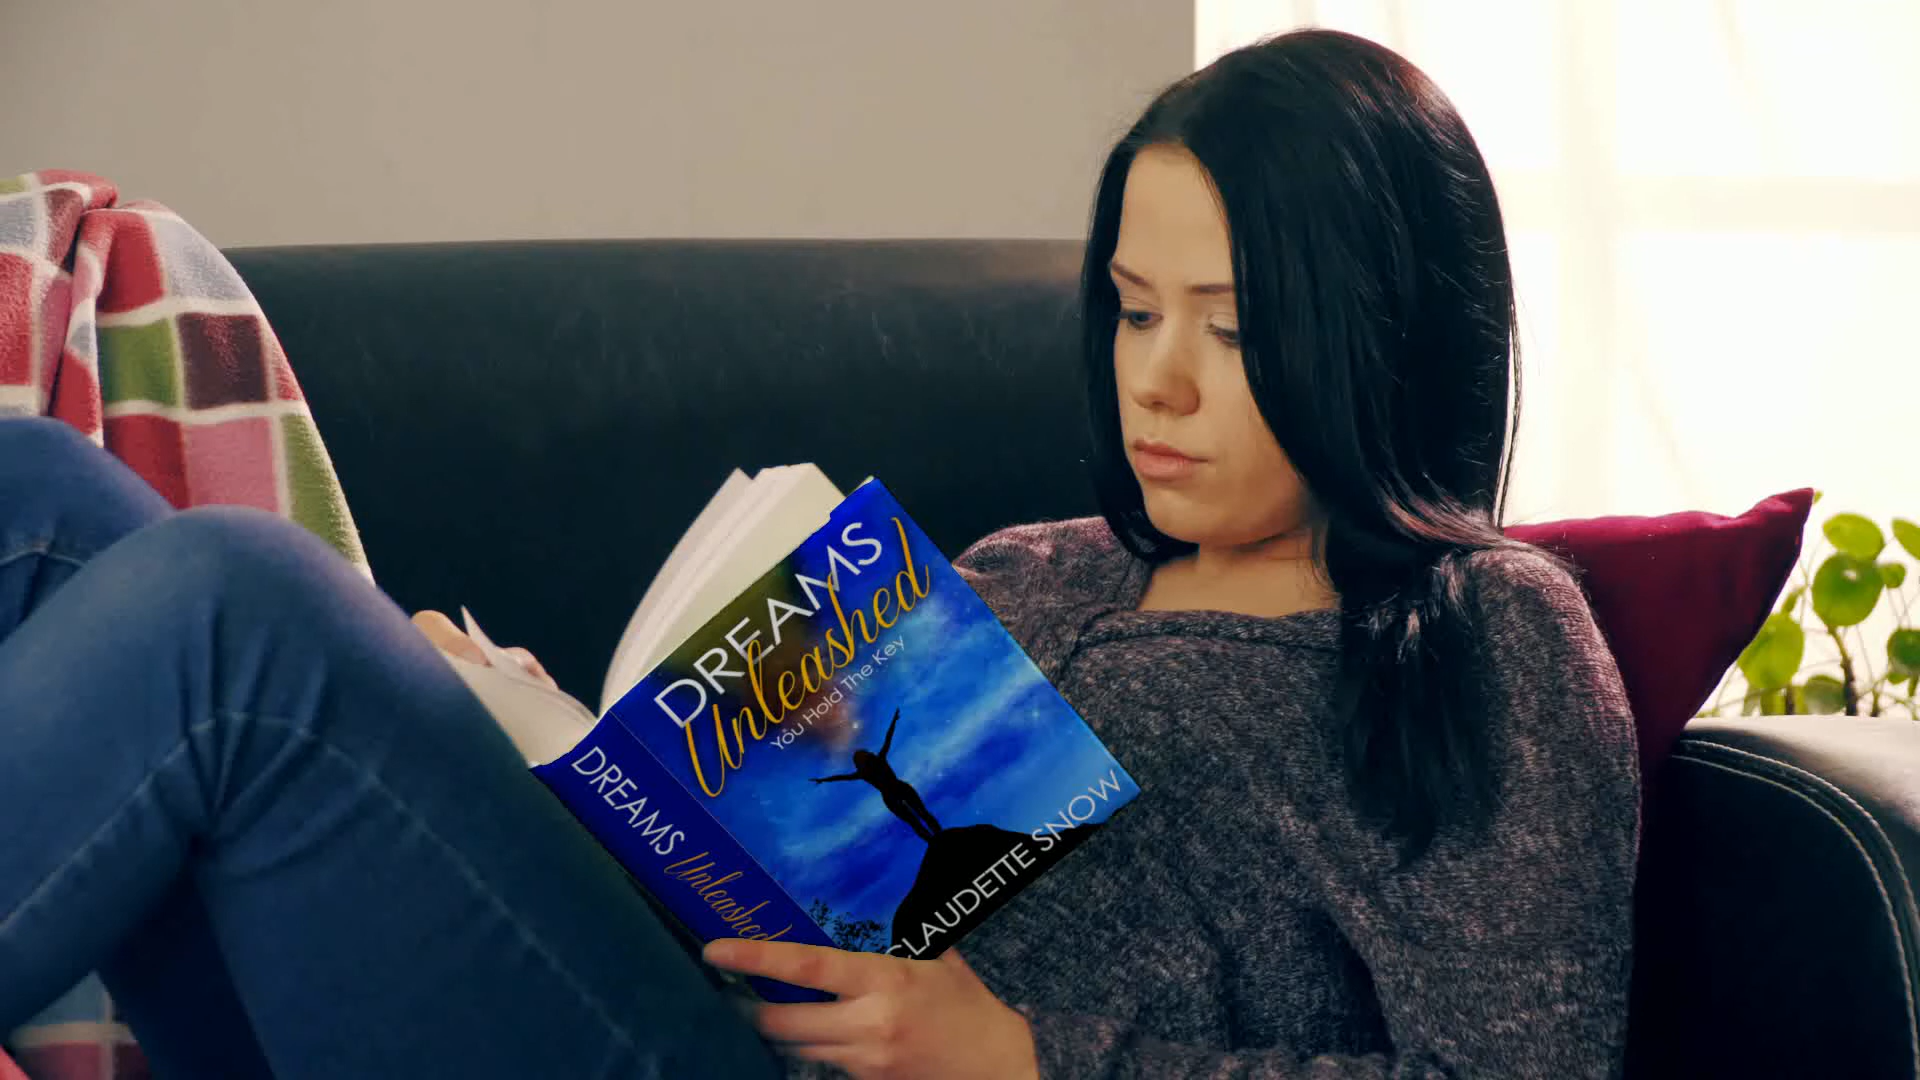 DREAMS
Unleashed
You Hold The Key
CLAUDETTE SNOW
DREAMS Unleashed